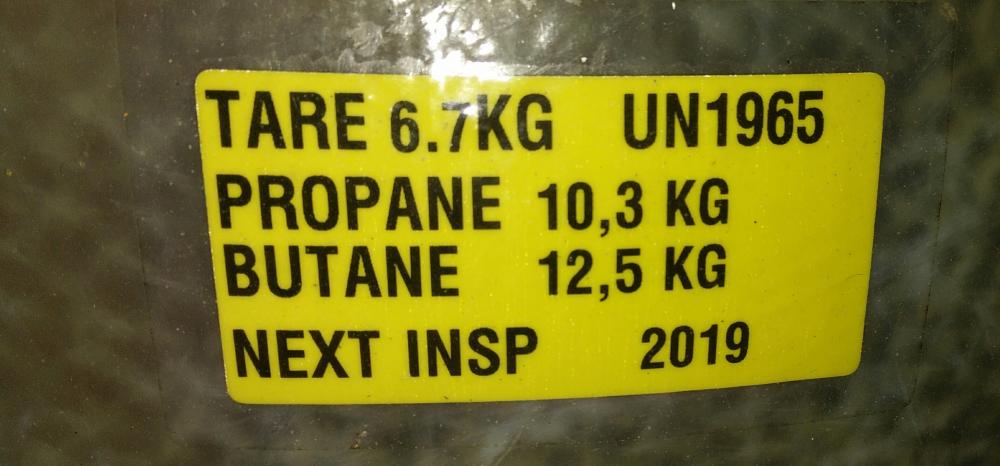 TARE 6.7KG UN1965
PROPANE 10,3 KG
BUTANE 12,5 KG
NEXT INSP 2019